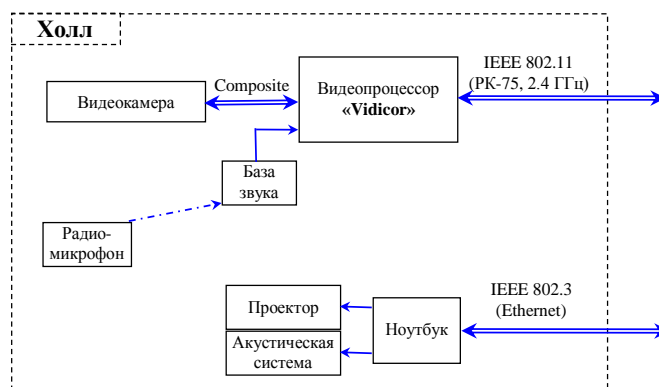 Холл
Видеокамера
Composite
Видеопроцессор
«Vidicor»
IEEE 802.11
(РК-75, 2.4 ГГц)
База
звука
Радио-
микрофон
Проектор
Акустическая
система
Ноутбук
IEEE 802.3
(Ethernet)